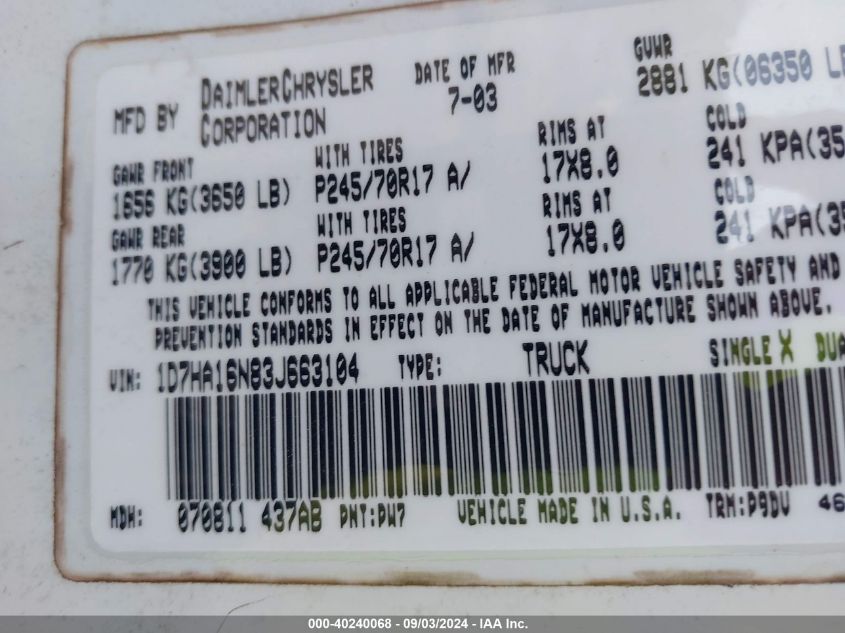 MFD BY DAIMLERCHRYSLER CORPORATION
DATE OF MFR 7-03
GVWR 2881 KG(06350 LB
GAWR FRONT 1656 KG(3650 LB)
WITH TIRES P245/70R17 A/
RIMS AT 17X8.0
COLD 241 KPA(35
GAWR REAR 1770 KG(3900 LB)
WITH TIRES P245/70R17 A/
RIMS AT 17X8.0
COLD 241 KPA(35
THIS VEHICLE CONFORMS TO ALL APPLICABLE FEDERAL MOTOR VEHICLE SAFETY AND
PREVENTION STANDARDS IN EFFECT ON THE DATE OF MANUFACTURE SHOWN ABOVE.
VIN: 1D7HA16N83J663104 TYPE: TRUCK SINGLE X DUA
MDH: 070811 437AB PNT:PW7 VEHICLE MADE IN U.S.A. TRM:P9DV 46
000-40240068 - 09/03/2024 - IAA Inc.